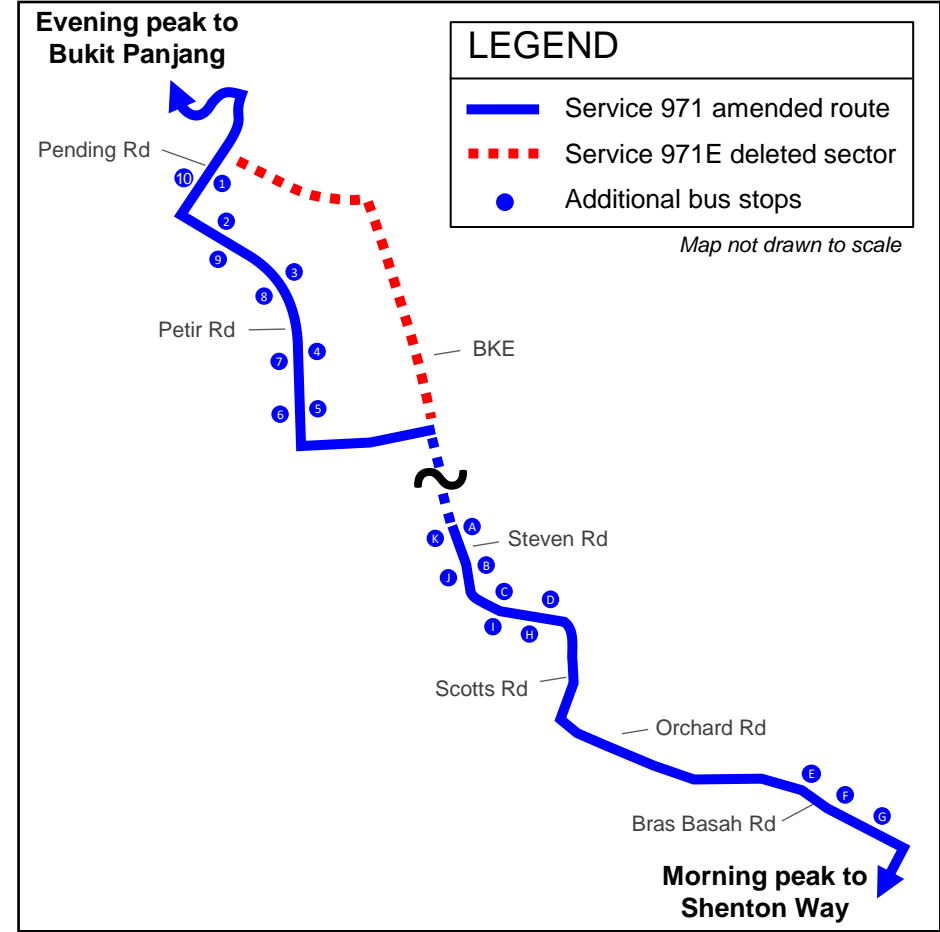 Evening peak to
Bukit Panjang
LEGEND
Service 971 amended route
Service 971E deleted sector
Additional bus stops
Map not drawn to scale
Pending Rd
10
1
2
9
3
8
Petir Rd
4
7
BKE
5
6
A
K
Steven Rd
B
J
C
D
I
H
Scotts Rd
Orchard Rd
E
F
G
Bras Basah Rd
Morning peak to
Shenton Way